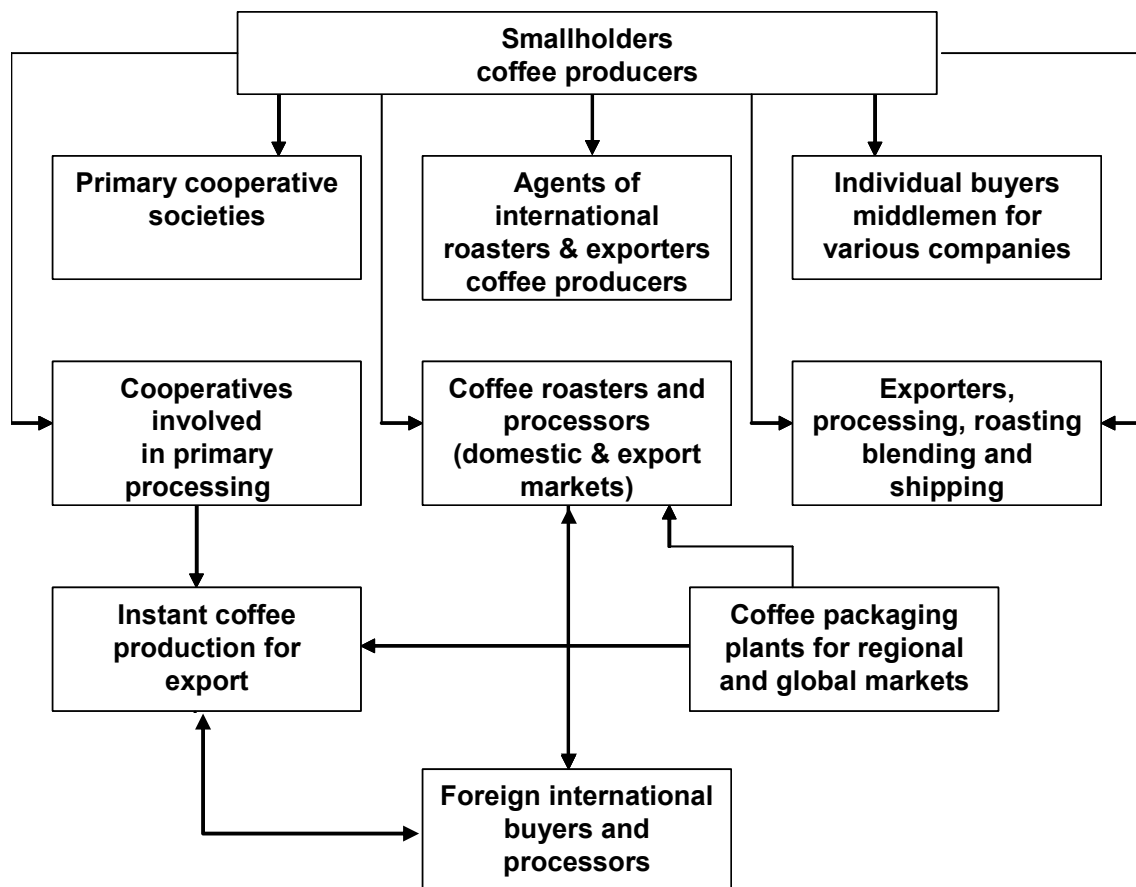 Smallholders
coffee producers
Primary cooperative
societies
Agents of
international
roasters & exporters
coffee producers
Individual buyers
middlemen for
various companies
Cooperatives
involved
in primary
processing
Coffee roasters and
processors
(domestic & export
markets)
Exporters,
processing, roasting
blending and
shipping
Instant coffee
production for
export
Coffee packaging
plants for regional
and global markets
Foreign international
buyers and
processors